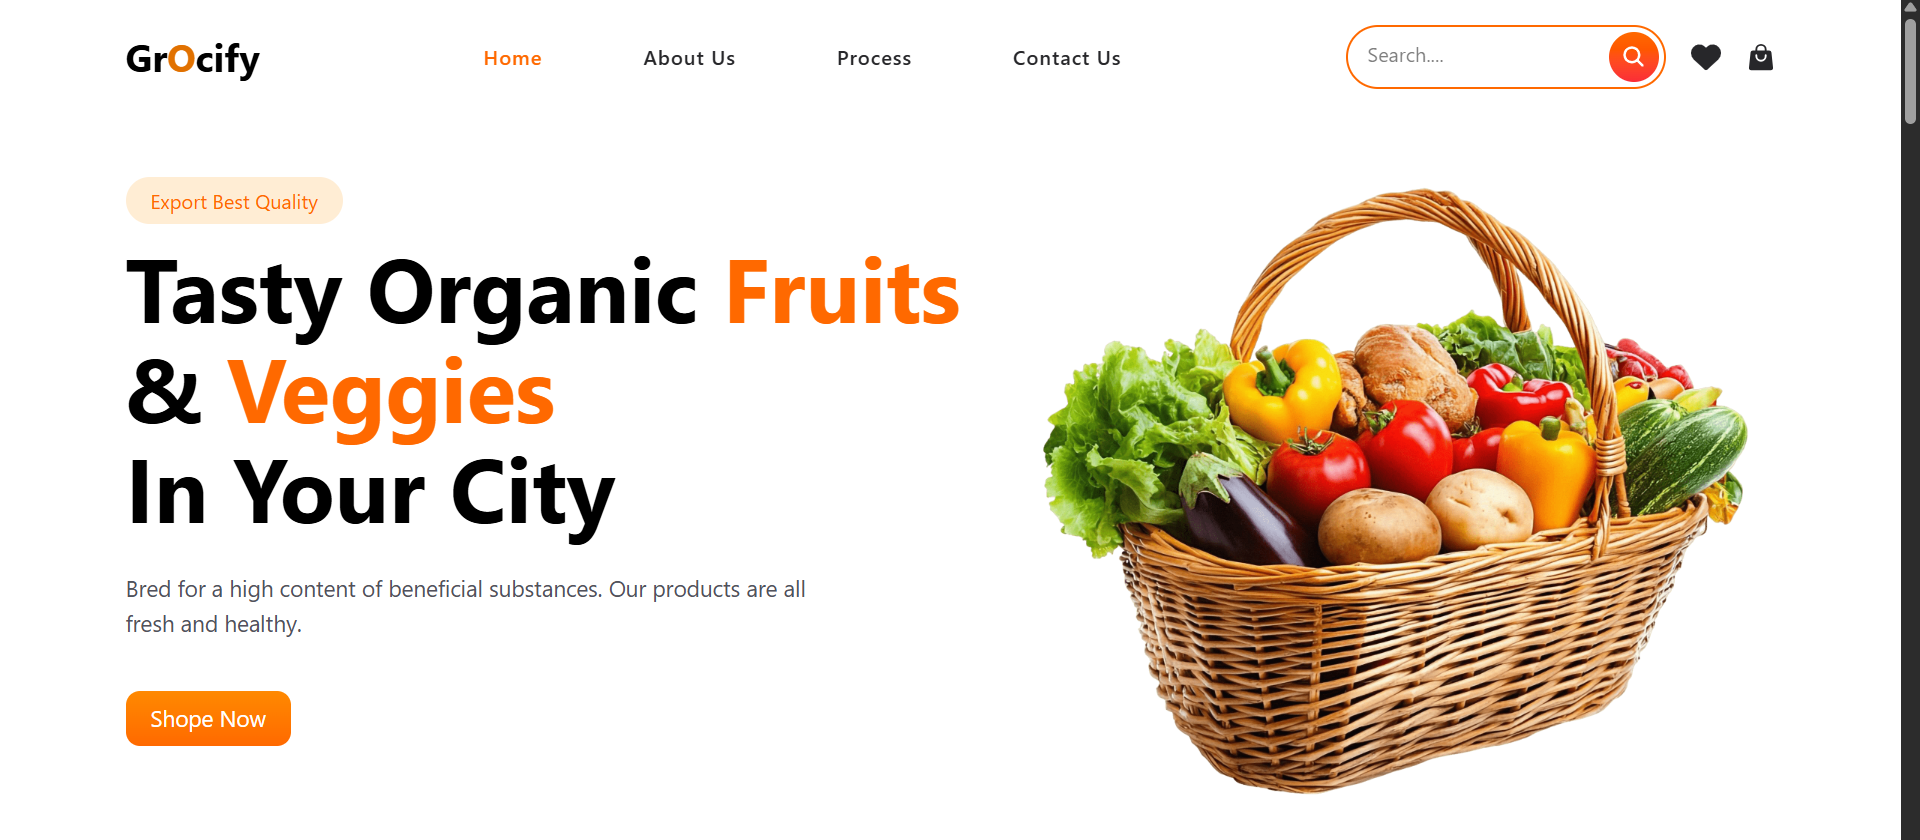 GrOcify
Home
About Us
Process
Contact Us
Search....
Export Best Quality
Tasty Organic Fruits
& Veggies
In Your City
Bred for a high content of beneficial substances. Our products are all
fresh and healthy.
Shope Now